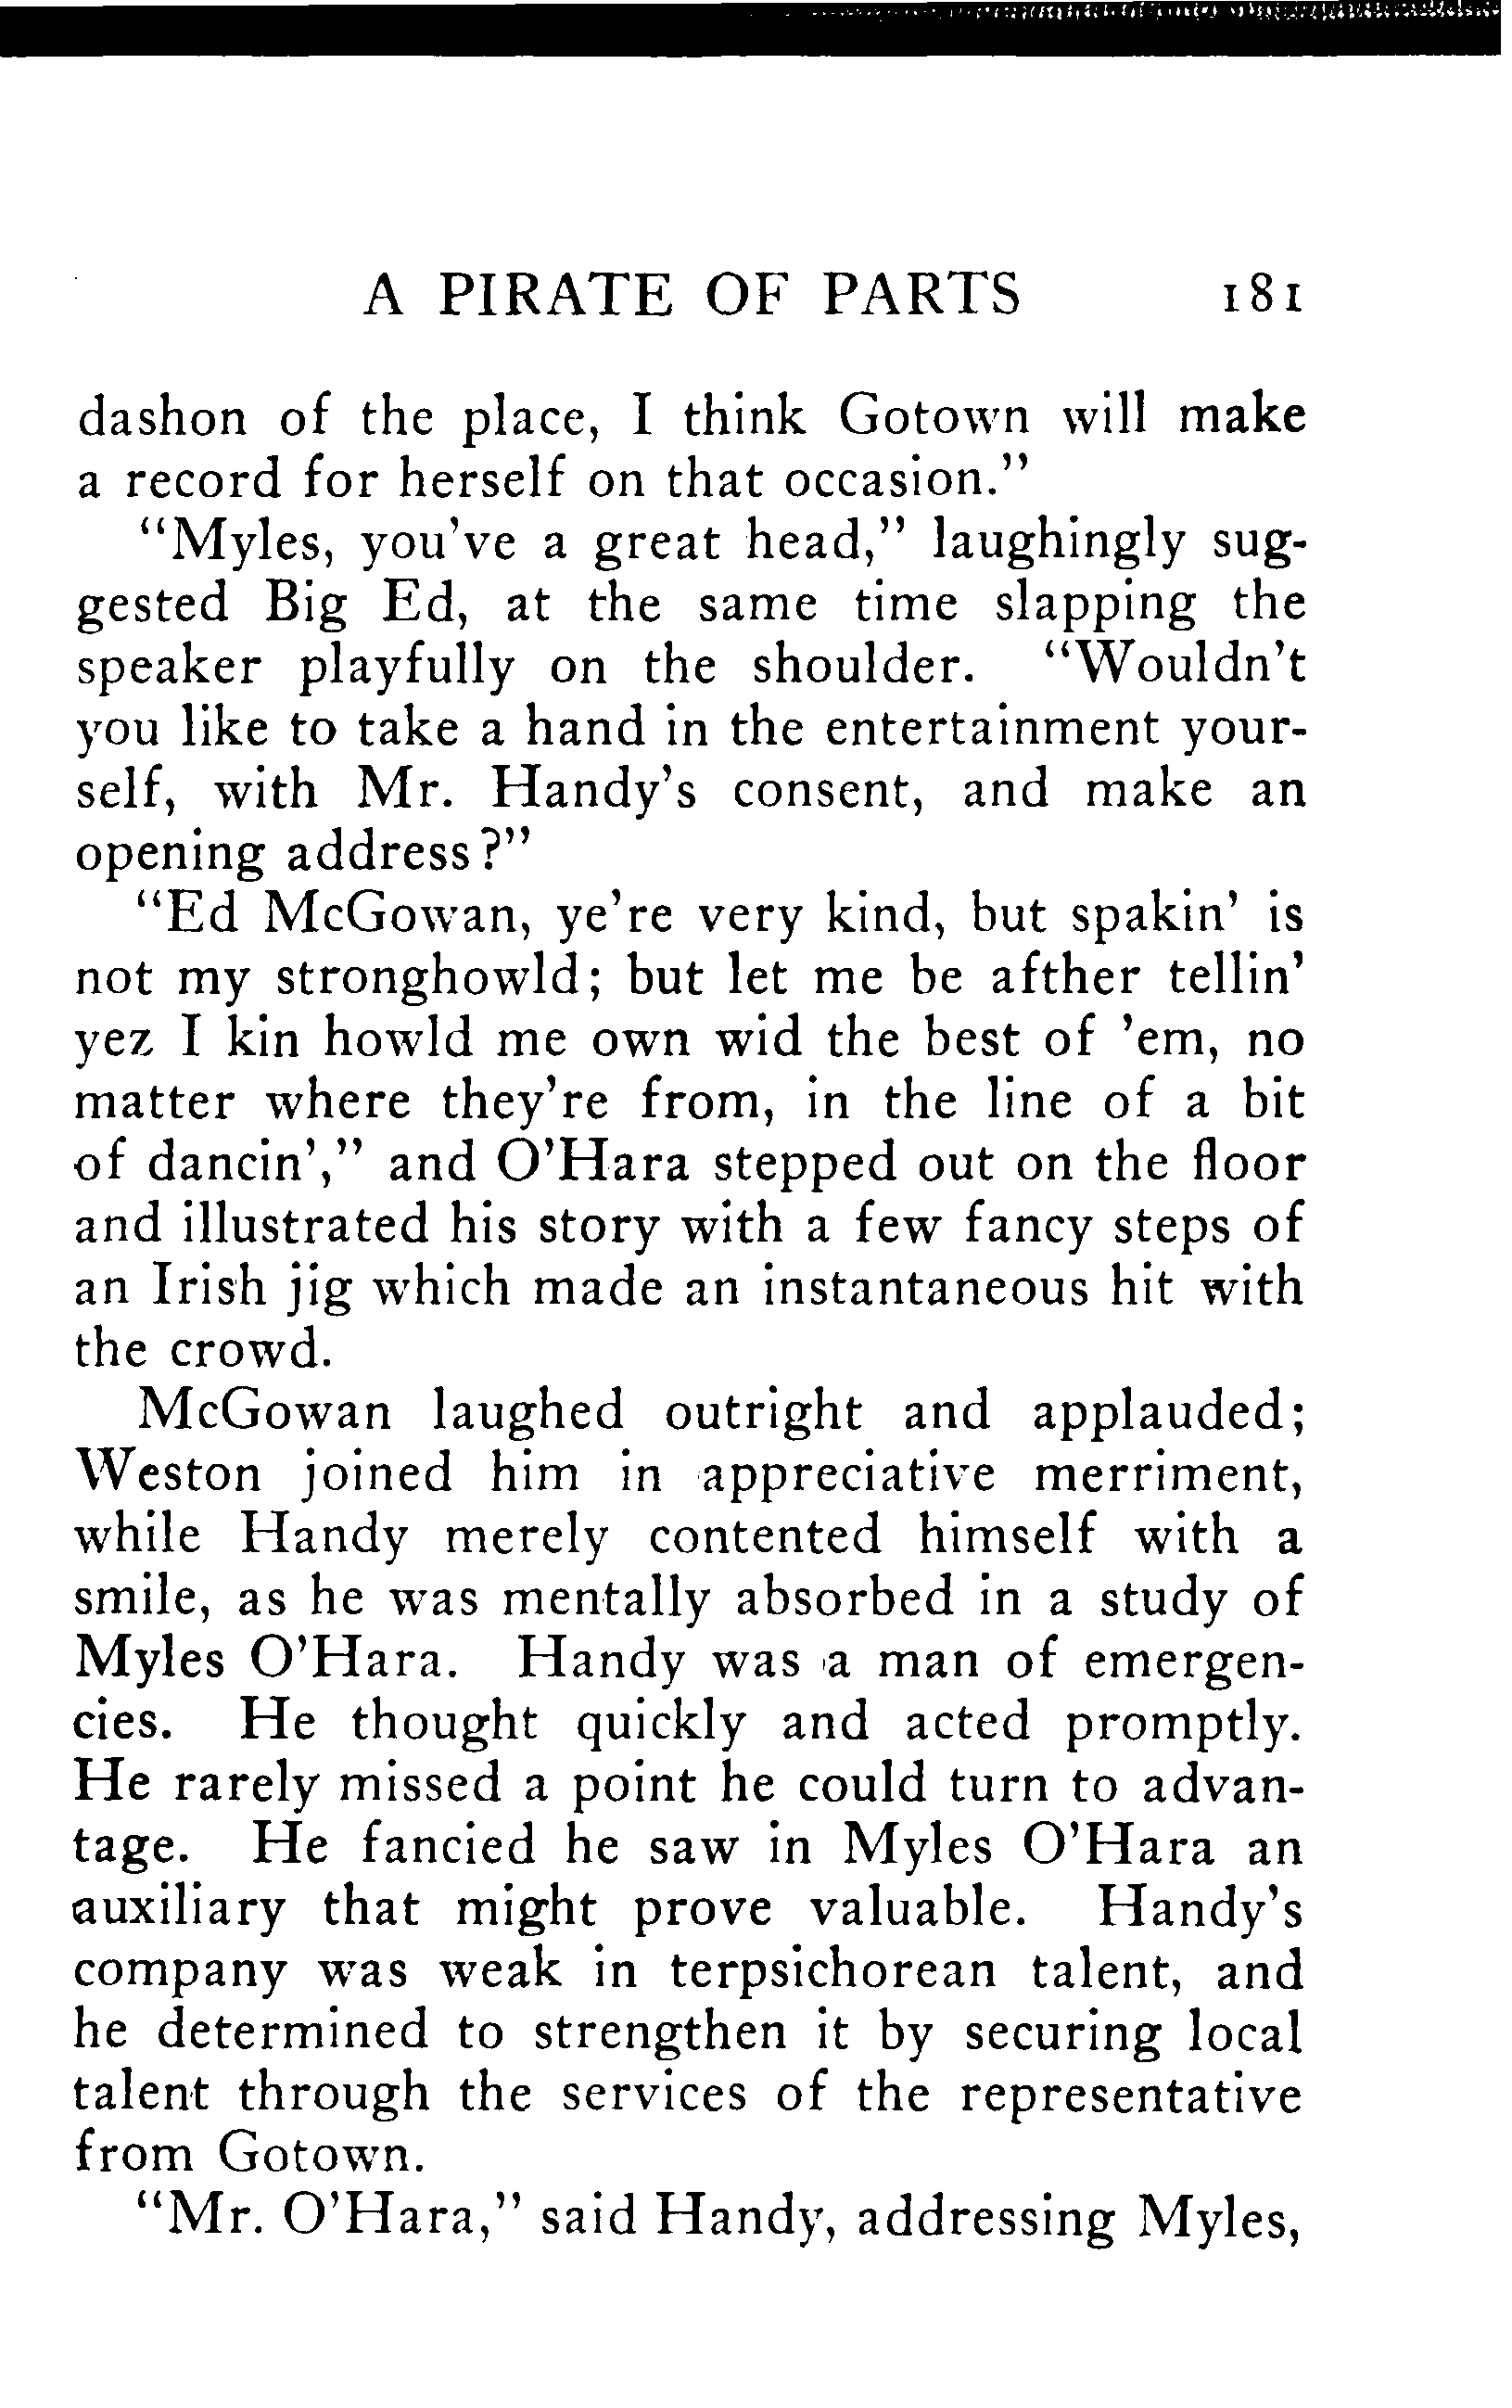 A PIRATE OF PARTS 181
dashon of the place, I think Gotown will make
a record for herself on that occasion."
"Myles, you've a great head," laughingly sug-
gested Big Ed, at the same time slapping the
speaker playfully on the shoulder. "Wouldn't
you like to take a hand in the entertainment your-
self, with Mr. Handy's consent, and make an
opening address?"
"Ed McGowan, ye're very kind, but spakin' is
not my stronghowld; but let me be afther tellin'
yez I kin howld me own wid the best of 'em, no
matter where they're from, in the line of a bit
of dancin'," and O'Hara stepped out on the floor
and illustrated his story with a few fancy steps of
an Irish jig which made an instantaneous hit with
the crowd.
McGowan laughed outright and applauded;
Weston joined him in appreciative merriment,
while Handy merely contented himself with a
smile, as he was mentally absorbed in a study of
Myles O'Hara. Handy was a man of emergen-
cies. He thought quickly and acted promptly.
He rarely missed a point he could turn to advan-
tage. He fancied he saw in Myles O'Hara an
auxiliary that might prove valuable. Handy's
company was weak in terpsichorean talent, and
he determined to strengthen it by securing local
talent through the services of the representative
from Gotown.
"Mr. O'Hara," said Handy, addressing Myles,